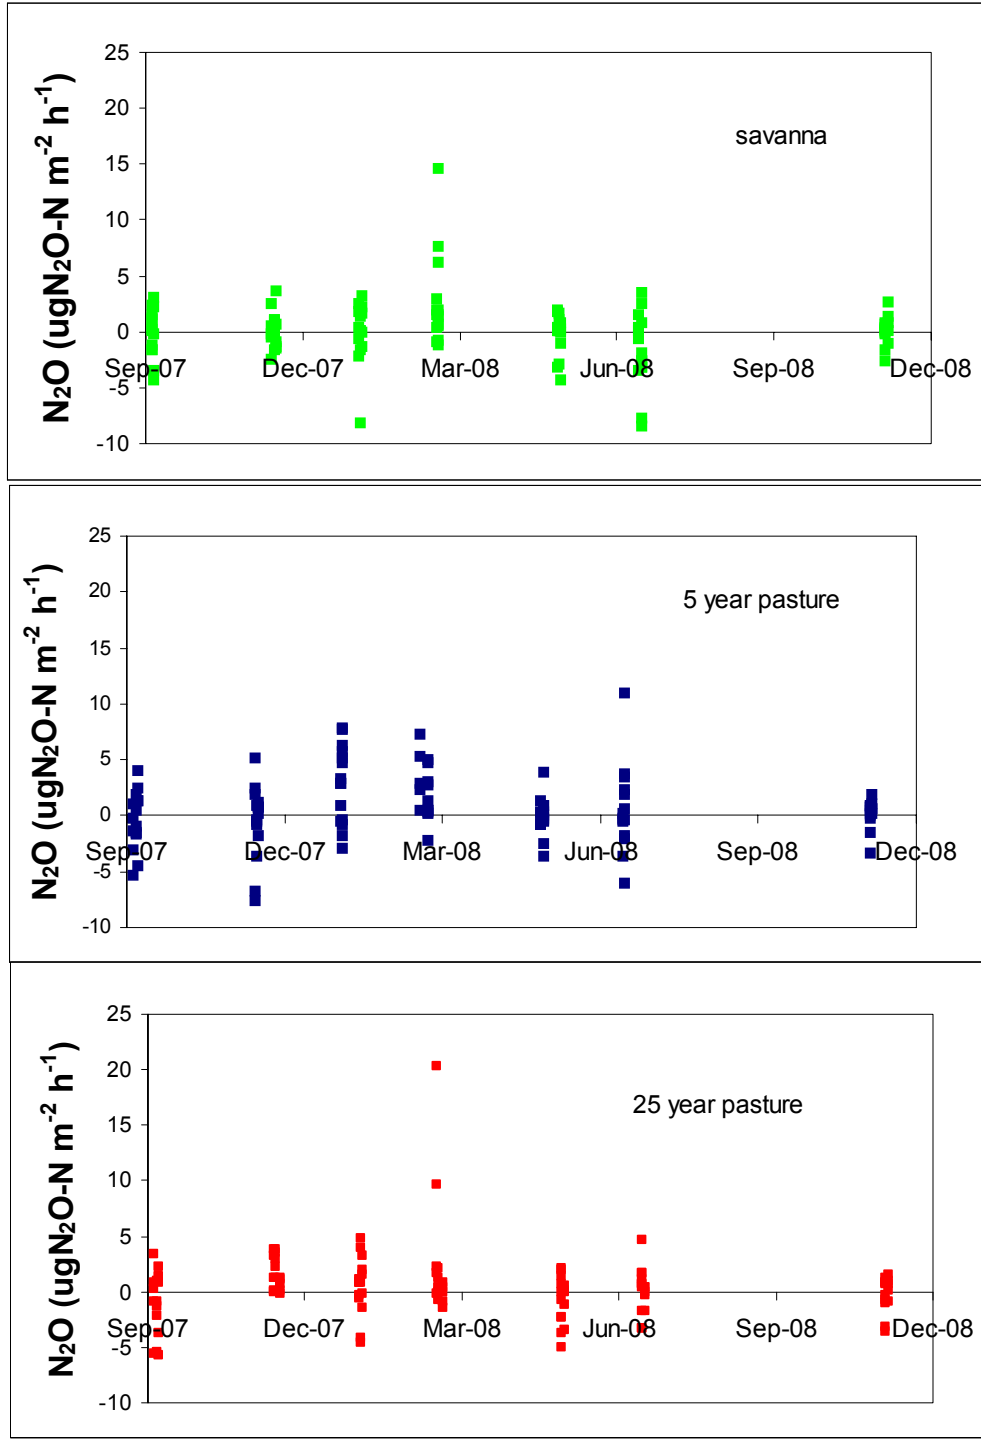 25
20
15
10
5
0
-5
-10
N₂O (ugN₂O-N m⁻² h⁻¹)
savanna
Sep-07 Dec-07 Mar-08 Jun-08 Sep-08 Dec-08
25
20
15
10
5
0
-5
-10
N₂O (ugN₂O-N m⁻² h⁻¹)
5 year pasture
Sep-07 Dec-07 Mar-08 Jun-08 Sep-08 Dec-08
25
20
15
10
5
0
-5
-10
N₂O (ugN₂O-N m⁻² h⁻¹)
25 year pasture
Sep-07 Dec-07 Mar-08 Jun-08 Sep-08 Dec-08